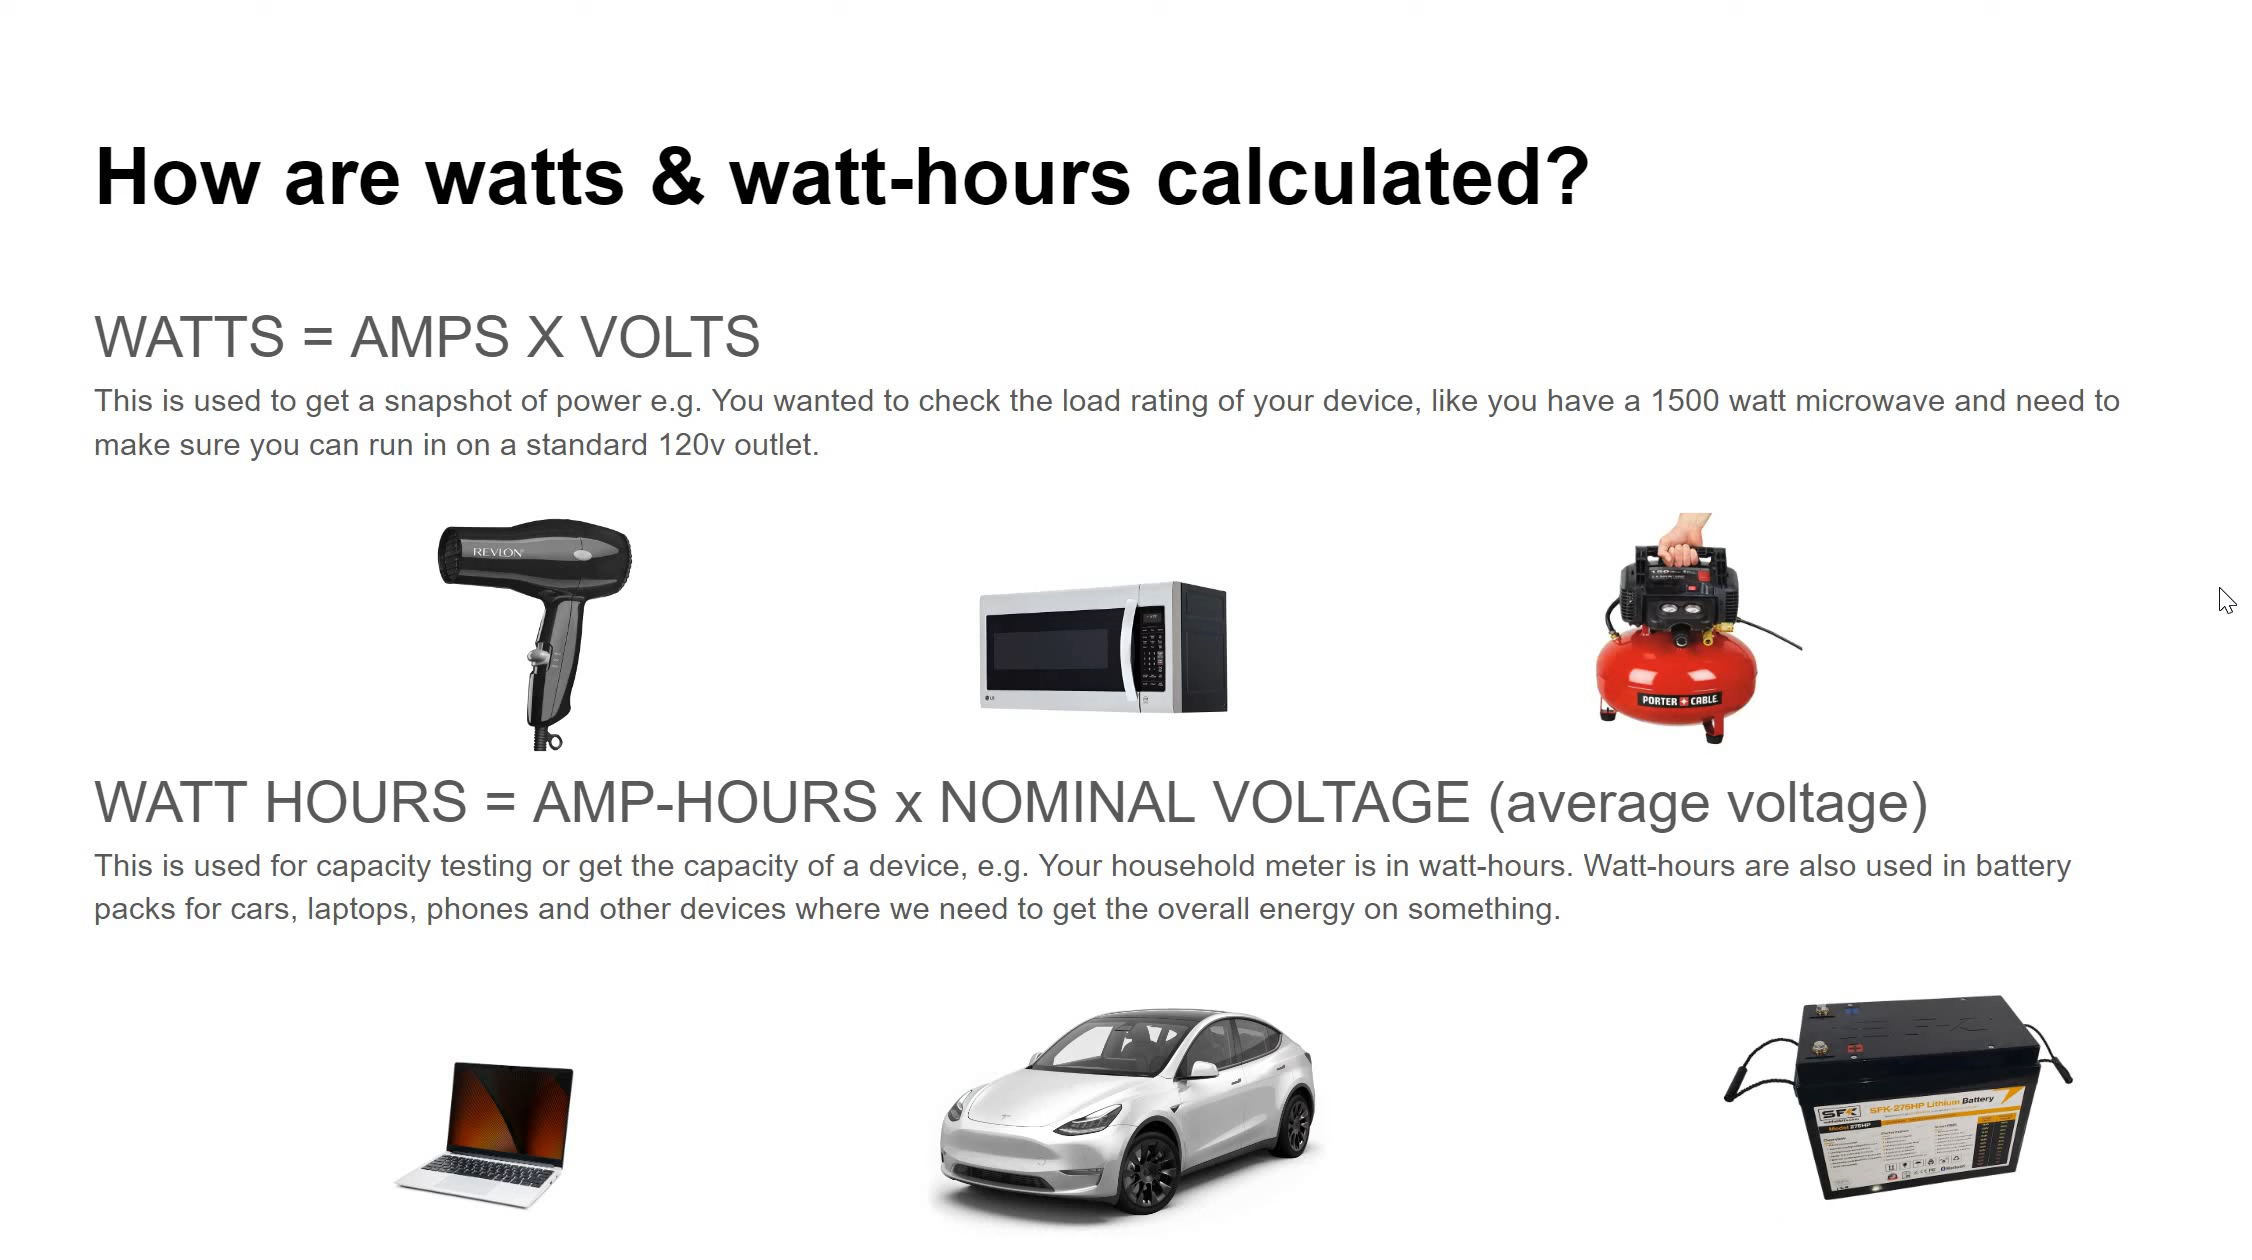 How are watts & watt-hours calculated?
WATTS = AMPS X VOLTS
This is used to get a snapshot of power e.g. You wanted to check the load rating of your device, like you have a 1500 watt microwave and need to
make sure you can run in on a standard 120v outlet.
REVLON
LG
150
PORTER CABLE
WATT HOURS = AMP-HOURS x NOMINAL VOLTAGE (average voltage)
This is used for capacity testing or get the capacity of a device, e.g. Your household meter is in watt-hours. Watt-hours are also used in battery
packs for cars, laptops, phones and other devices where we need to get the overall energy on something.
SFK
SFK-275HP Lithium Battery
Model 275HP